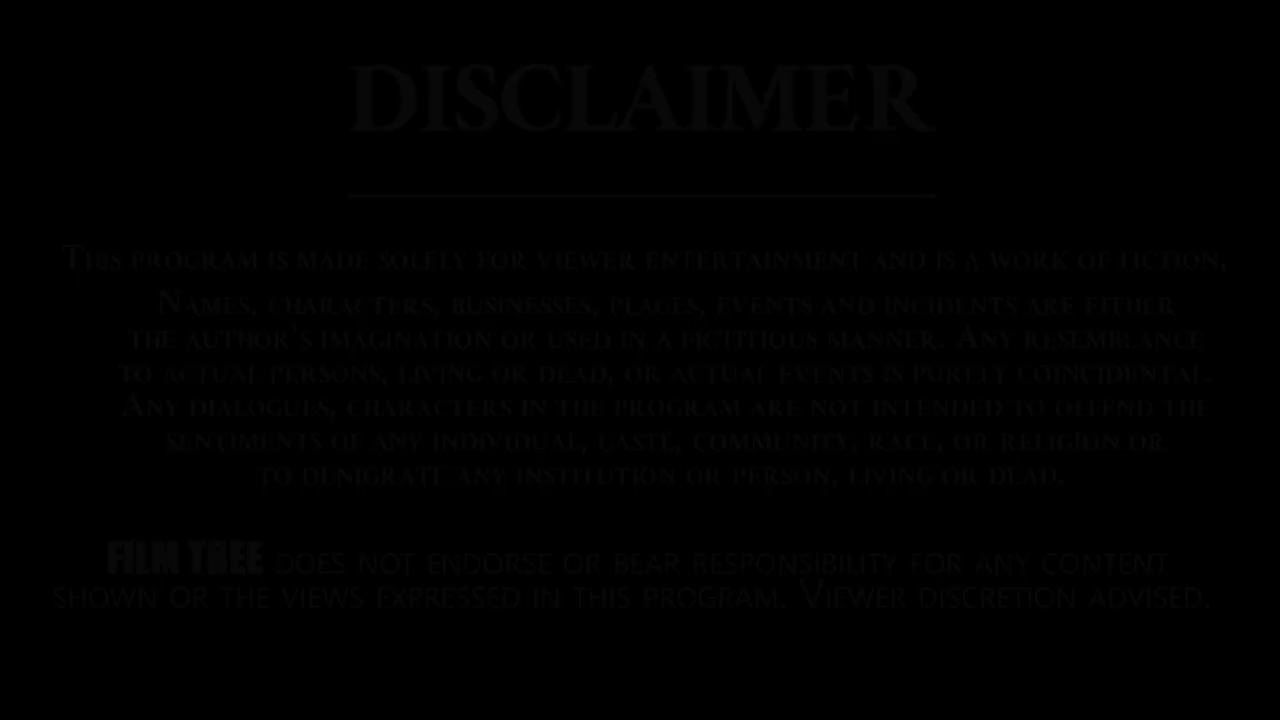 DISCLAIMER
THIS PROGRAM IS MADE SOLELY FOR VIEWER ENTERTAINMENT AND IS A WORK OF FICTION.
NAMES, CHARACTERS, BUSINESSES, PLACES, EVENTS AND INCIDENTS ARE EITHER
THE AUTHOR'S IMAGINATION OR USED IN A FICTITIOUS MANNER. ANY RESEMBLANCE
TO ACTUAL PERSONS, LIVING OR DEAD, OR ACTUAL EVENTS IS PURELY COINCIDENTAL.
ANY DIALOGUES, CHARACTERS IN THE PROGRAM ARE NOT INTENDED TO OFFEND THE
SENTIMENTS OF ANY INDIVIDUAL, CASTE, COMMUNITY, RACE, OR RELIGION OR
TO DENIGRATE ANY INSTITUTION OR PERSON, LIVING OR DEAD.
FILM TREE DOES NOT ENDORSE OR BEAR RESPONSIBILITY FOR ANY CONTENT
SHOWN OR THE VIEWS EXPRESSED IN THIS PROGRAM. VIEWER DISCRETION ADVISED.